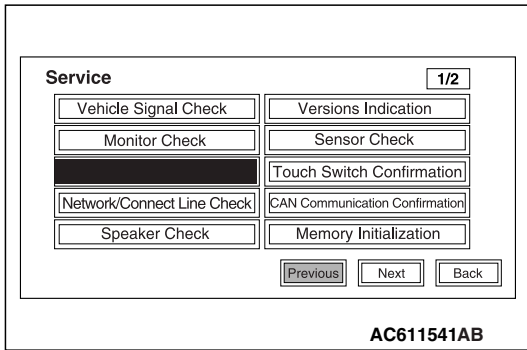 Service 1/2
Vehicle Signal Check Versions Indication
Monitor Check Sensor Check
Touch Switch Confirmation
Network/Connect Line Check CAN Communication Confirmation
Speaker Check Memory Initialization
Previous Next Back
AC611541AB